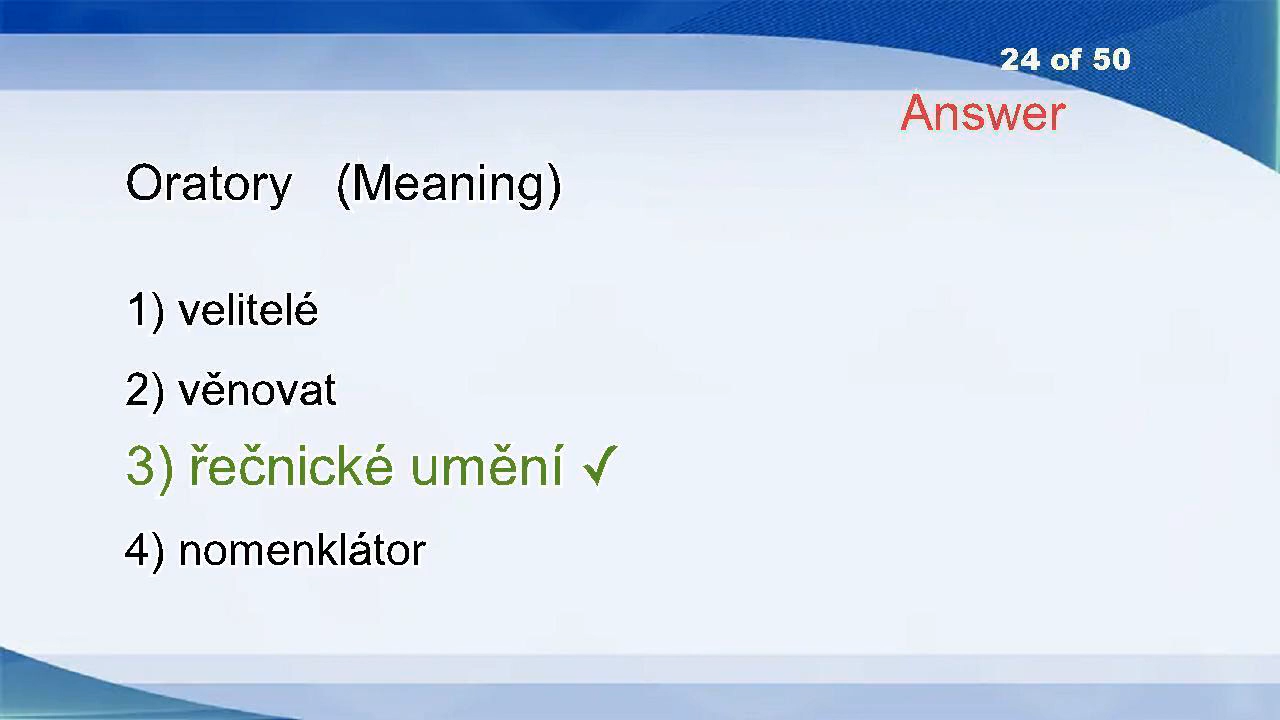 24 of 50
Answer
Oratory (Meaning)
1) velitelé
2) věnovat
3) řečnické umění ✓
4) nomenklátor